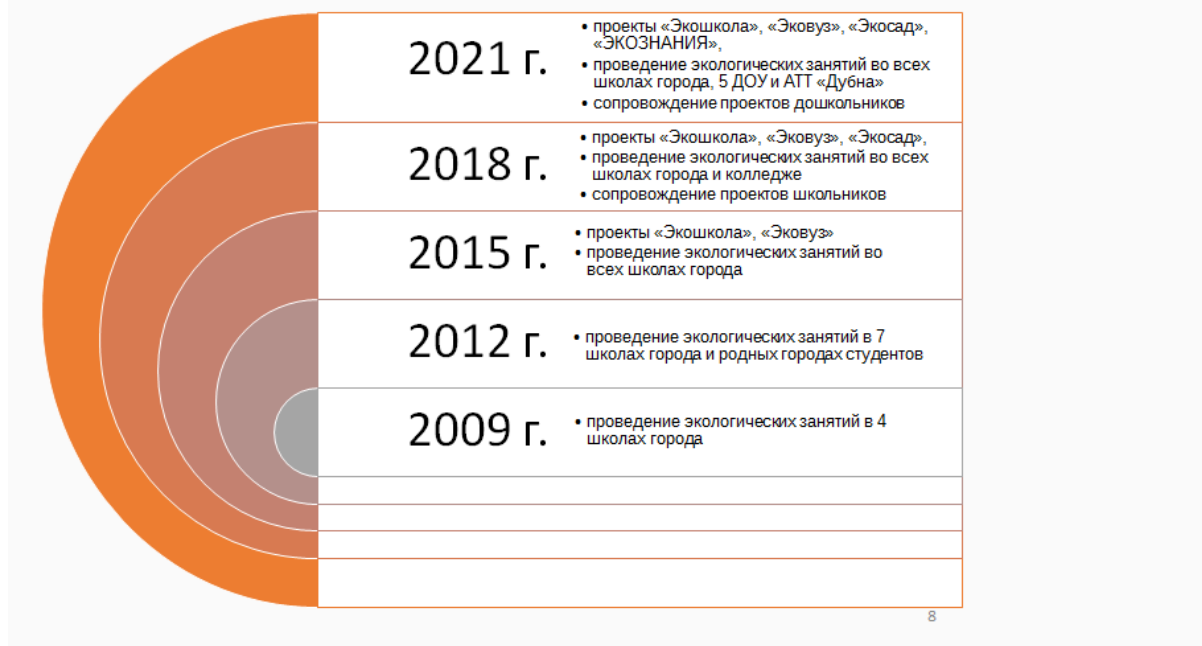 2021 г.
• проекты «Экошкола», «Эковуз», «Экосад»,
«ЭКОЗНАНИЯ»,
• проведение экологических занятий во всех
школах города, 5 ДОУ и АТТ «Дубна»
• сопровождение проектов дошкольников
2018 г.
• проекты «Экошкола», «Эковуз», «Экосад»,
• проведение экологических занятий во всех
школах города и колледже
• сопровождение проектов школьников
2015 г.
• проекты «Экошкола», «Эковуз»
• проведение экологических занятий во
всех школах города
2012 г.
• проведение экологических занятий в 7
школах города и родных городах студентов
2009 г.
• проведение экологических занятий в 4
школах города
8